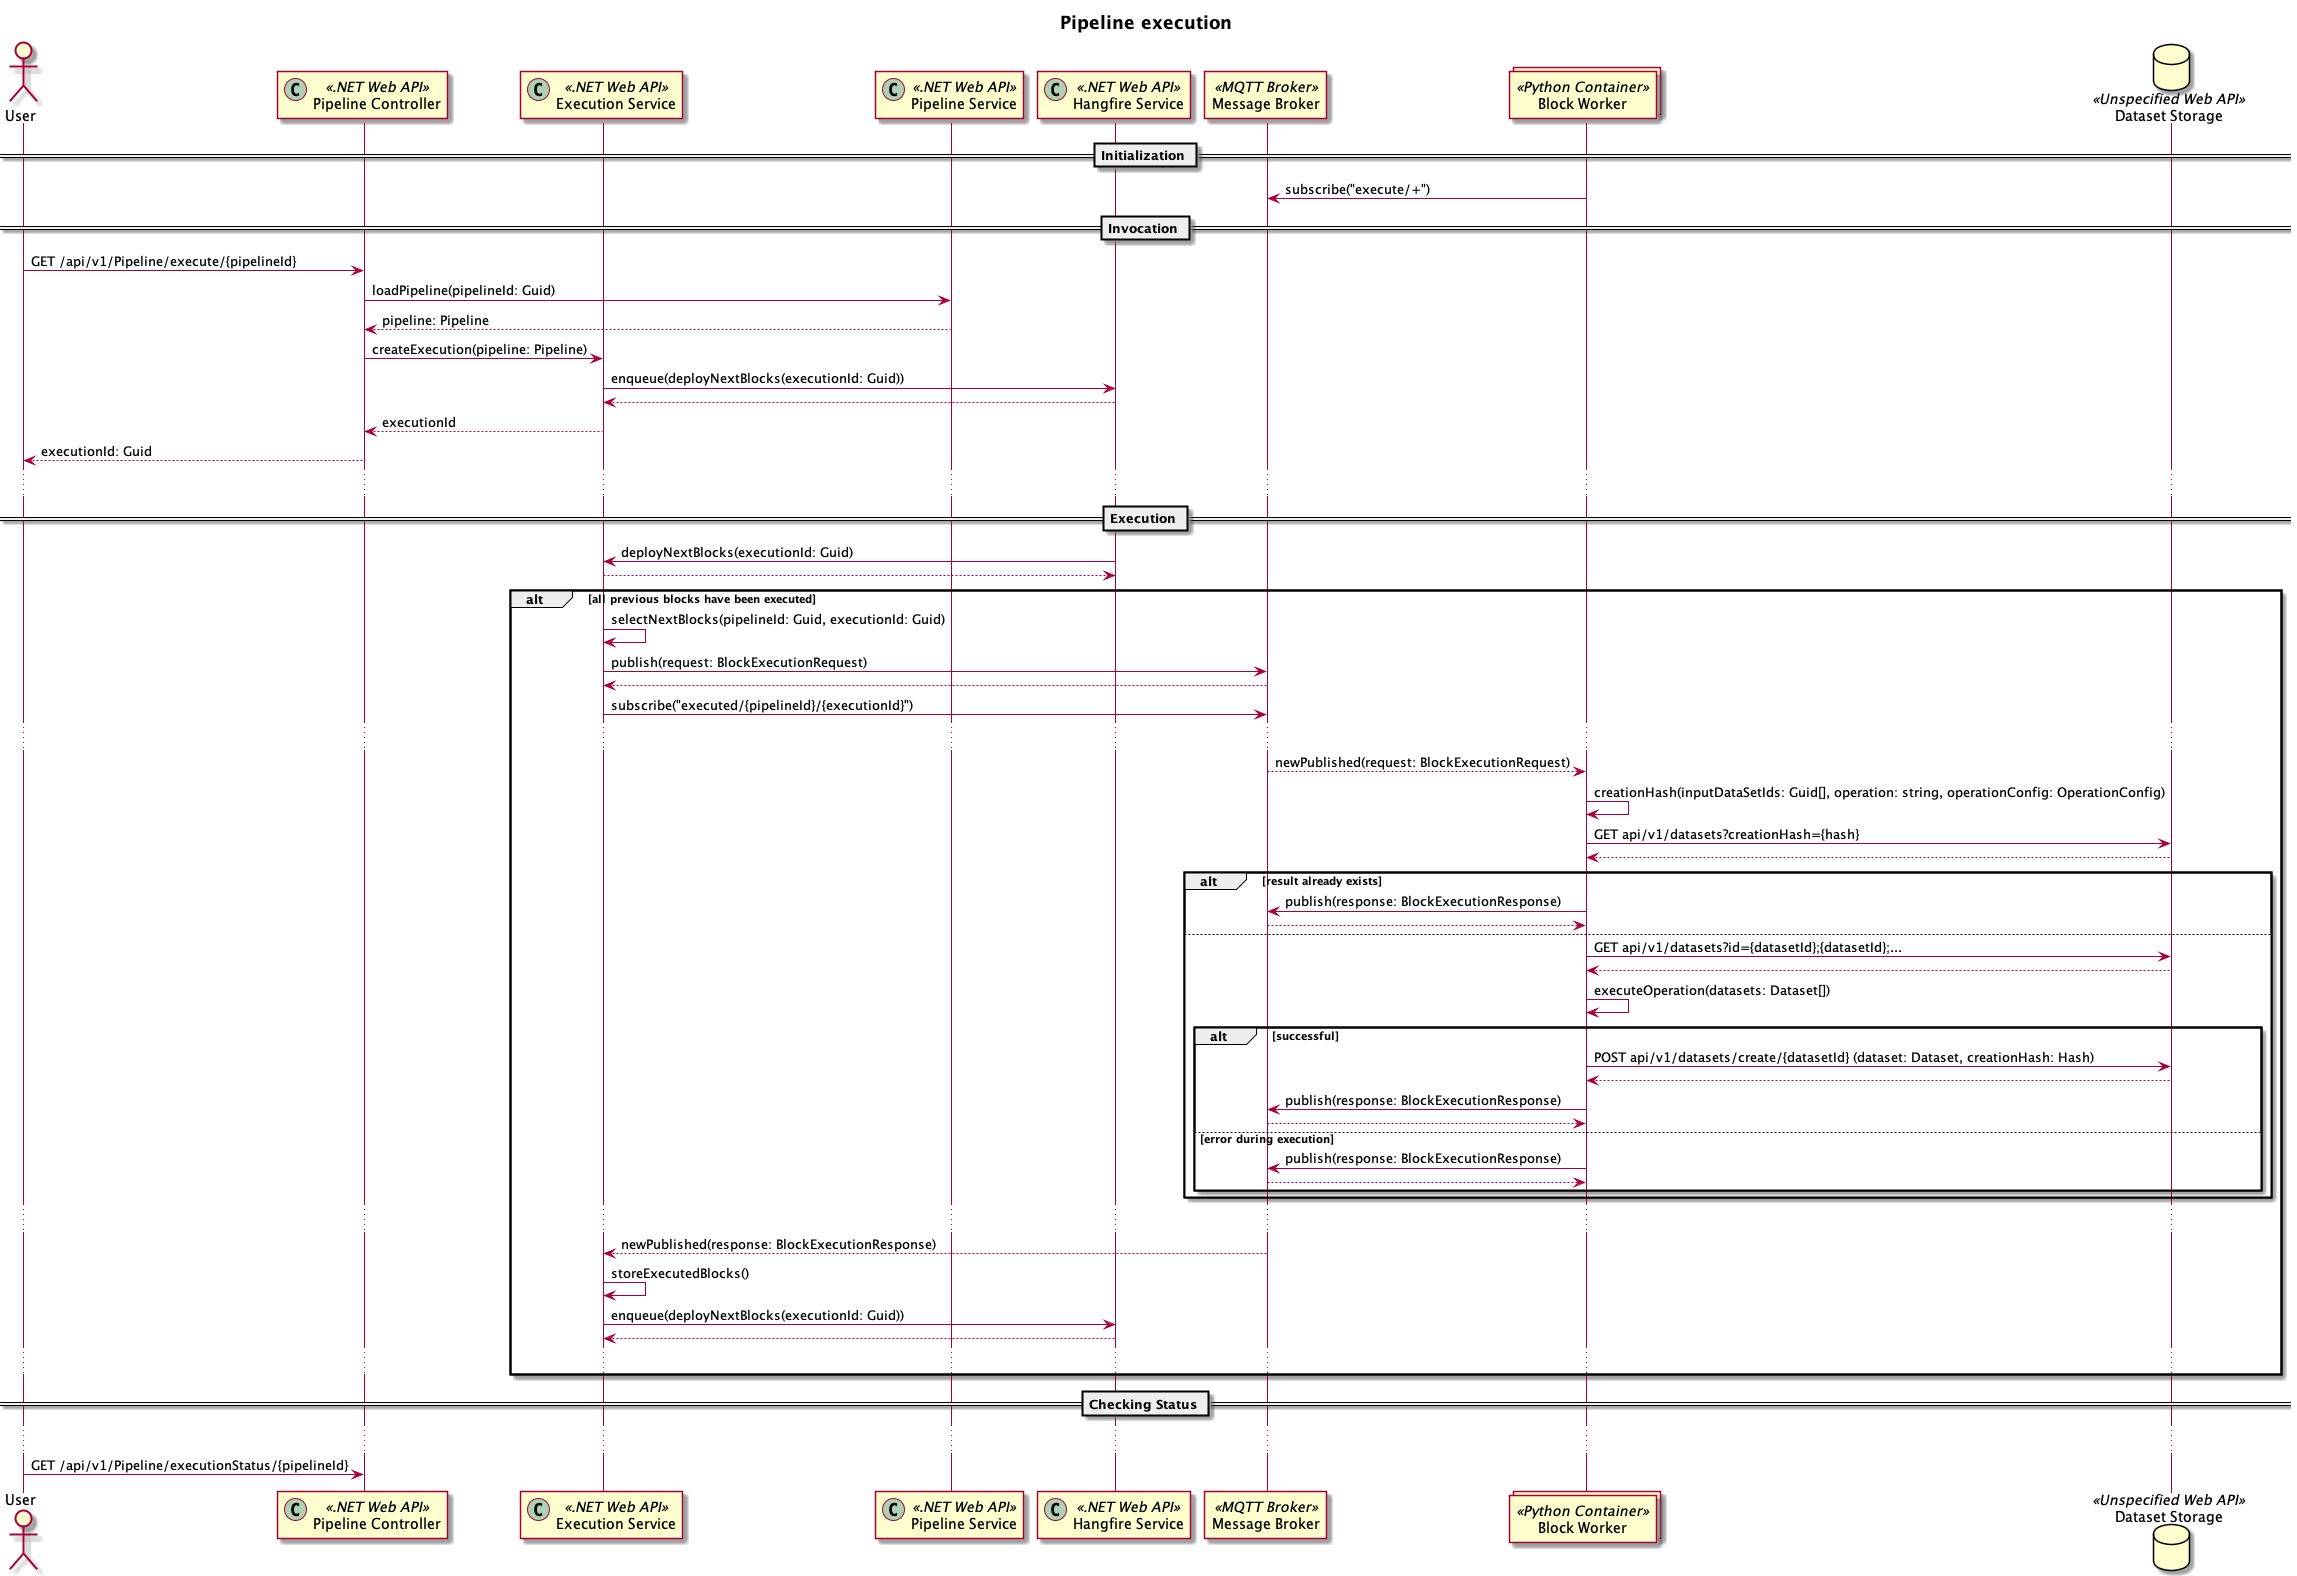 Pipeline execution
User
«.NET Web API»
Pipeline Controller
«.NET Web API»
Execution Service
«.NET Web API»
Pipeline Service
«.NET Web API»
Hangfire Service
«MQTT Broker»
Message Broker
«Python Container»
Block Worker
«Unspecified Web API»
Dataset Storage
C
C
C
C
Initialization
subscribe("execute/+")
Invocation
GET /api/v1/Pipeline/execute/{pipelineId}
loadPipeline(pipelineId: Guid)
pipeline: Pipeline
createExecution(pipeline: Pipeline)
enqueue(deployNextBlocks(executionId: Guid))
executionId
executionId: Guid
Execution
deployNextBlocks(executionId: Guid)
alt [all previous blocks have been executed]
selectNextBlocks(pipelineId: Guid, executionId: Guid)
publish(request: BlockExecutionRequest)
subscribe("executed/{pipelineId}/{executionId}")
newPublished(request: BlockExecutionRequest)
creationHash(inputDataSetIds: Guid[], operation: string, operationConfig: OperationConfig)
GET api/v1/datasets?creationHash={hash}
alt [result already exists]
publish(response: BlockExecutionResponse)
GET api/v1/datasets?id={datasetId};{datasetId};...
executeOperation(datasets: Dataset[])
alt [successful]
POST api/v1/datasets/create/{datasetId} (dataset: Dataset, creationHash: Hash)
publish(response: BlockExecutionResponse)
[error during execution]
publish(response: BlockExecutionResponse)
newPublished(response: BlockExecutionResponse)
storeExecutedBlocks()
enqueue(deployNextBlocks(executionId: Guid))
Checking Status
GET /api/v1/Pipeline/executionStatus/{pipelineId}
User
«.NET Web API»
Pipeline Controller
«.NET Web API»
Execution Service
«.NET Web API»
Pipeline Service
«.NET Web API»
Hangfire Service
«MQTT Broker»
Message Broker
«Python Container»
Block Worker
«Unspecified Web API»
Dataset Storage
C
C
C
C